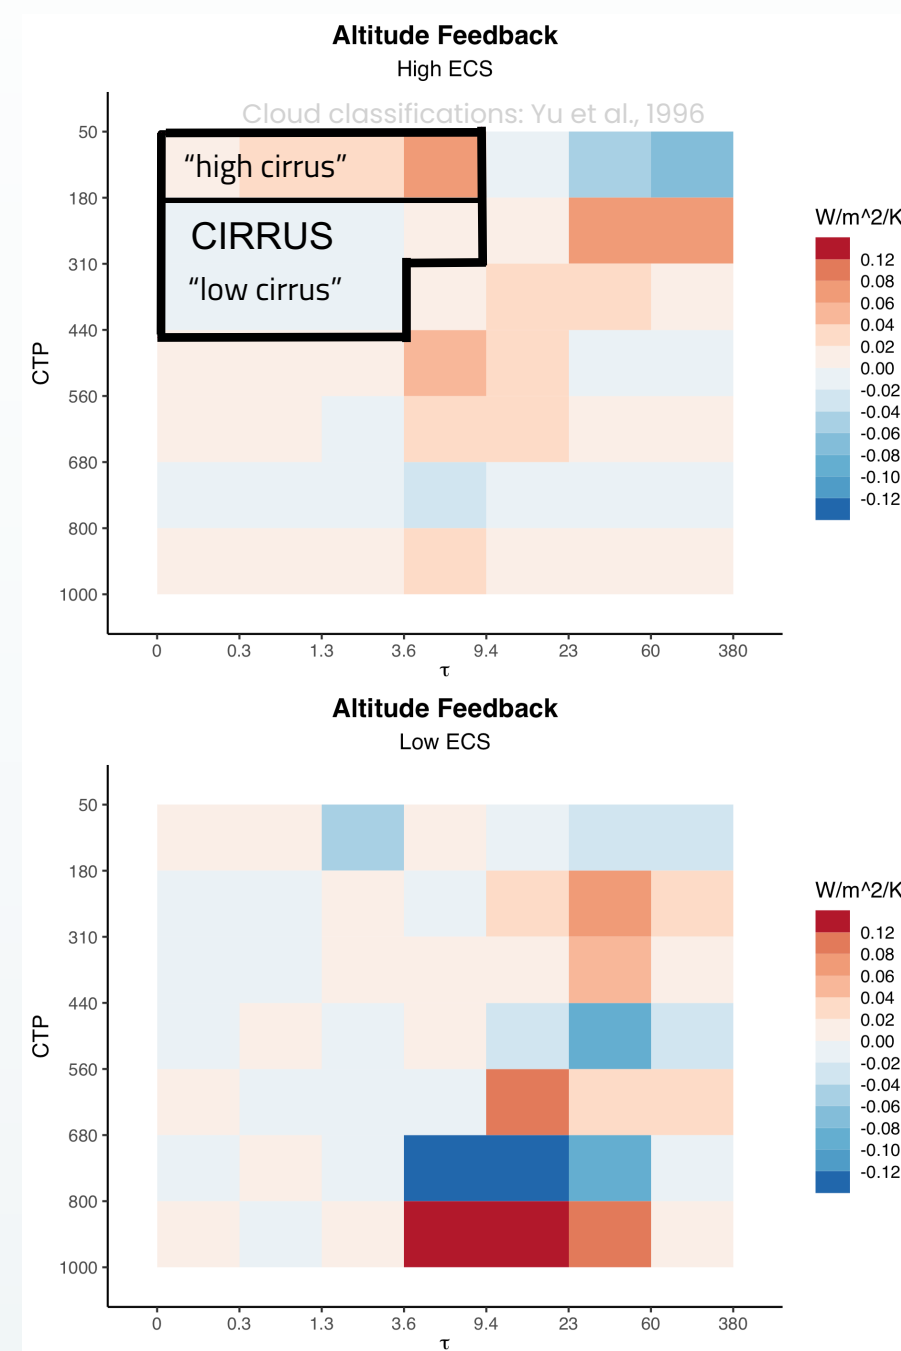 Altitude Feedback
High ECS
Cloud classifications: Yu et al., 1996
50
180
310
440
560
680
800
1000
CTP
“high cirrus”
CIRRUS
“low cirrus”
0 0.3 1.3 3.6 9.4 23 60 380
τ
W/m^2/K
0.12
0.08
0.06
0.04
0.02
0.00
-0.02
-0.04
-0.06
-0.08
-0.10
-0.12
Altitude Feedback
Low ECS
50
180
310
440
560
680
800
1000
CTP
0 0.3 1.3 3.6 9.4 23 60 380
τ
W/m^2/K
0.12
0.08
0.06
0.04
0.02
0.00
-0.02
-0.04
-0.06
-0.08
-0.10
-0.12